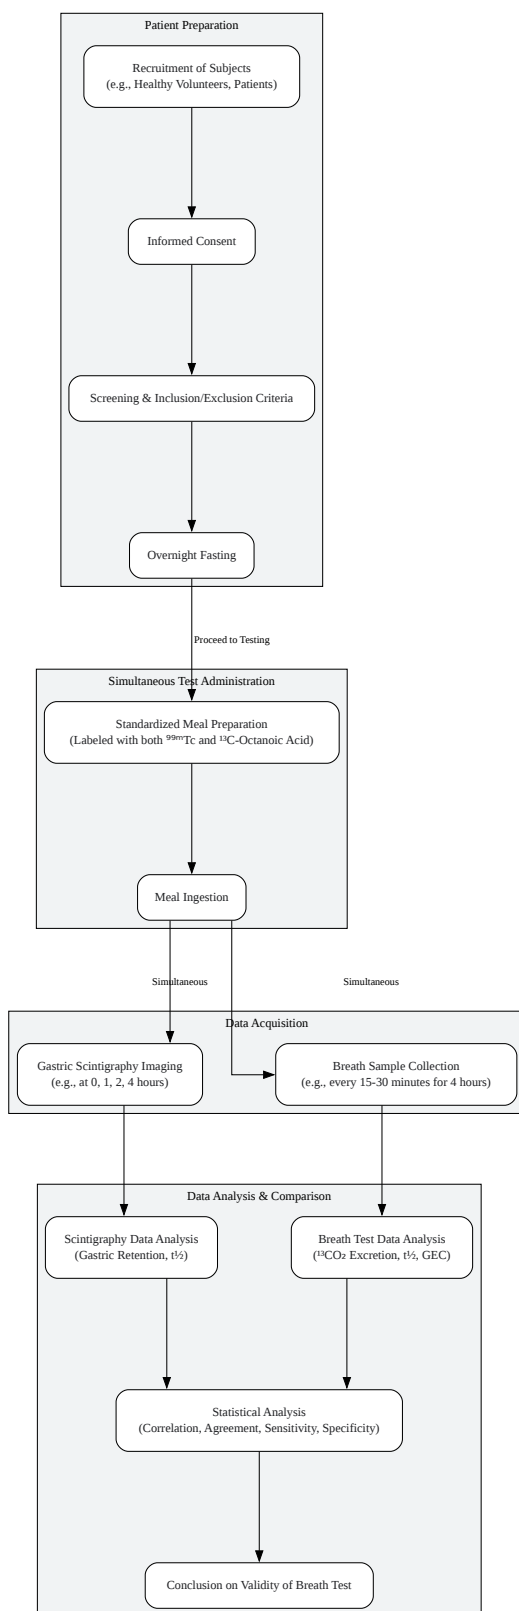 Patient Preparation
Recruitment of Subjects
(e.g., Healthy Volunteers, Patients)
Informed Consent
Screening & Inclusion/Exclusion Criteria
Overnight Fasting
Proceed to Testing
Simultaneous Test Administration
Standardized Meal Preparation
(Labeled with both ⁹⁹ᵐTc and ¹³C-Octanoic Acid)
Meal Ingestion
Simultaneous
Simultaneous
Data Acquisition
Gastric Scintigraphy Imaging
(e.g., at 0, 1, 2, 4 hours)
Breath Sample Collection
(e.g., every 15-30 minutes for 4 hours)
Data Analysis & Comparison
Scintigraphy Data Analysis
(Gastric Retention, t½)
Breath Test Data Analysis
(¹³CO₂ Excretion, t½, GEC)
Statistical Analysis
(Correlation, Agreement, Sensitivity, Specificity)
Conclusion on Validity of Breath Test